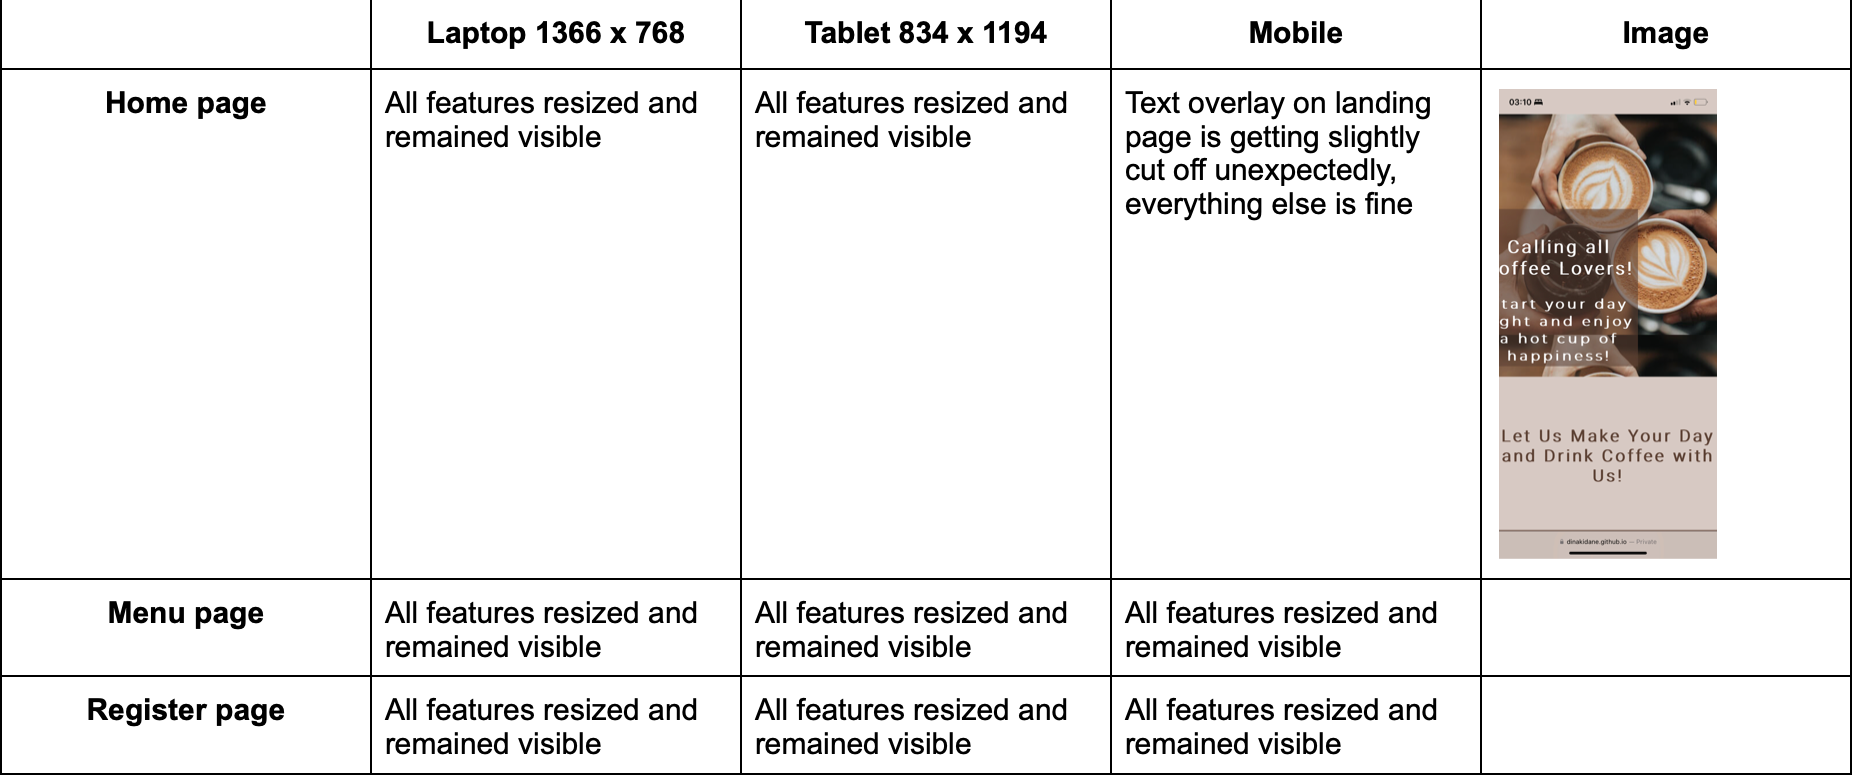 Laptop 1366 x 768
Tablet 834 x 1194
Mobile
Image
Home page
All features resized and
remained visible
All features resized and
remained visible
Text overlay on landing
page is getting slightly
cut off unexpectedly,
everything else is fine
03:10
Calling all
offee Lovers!
tart your day
ght and enjoy
a hot cup of
happiness!
Let Us Make Your Day
and Drink Coffee with
Us!
dinakidane.github.io — Private
Menu page
All features resized and
remained visible
All features resized and
remained visible
All features resized and
remained visible
Register page
All features resized and
remained visible
All features resized and
remained visible
All features resized and
remained visible